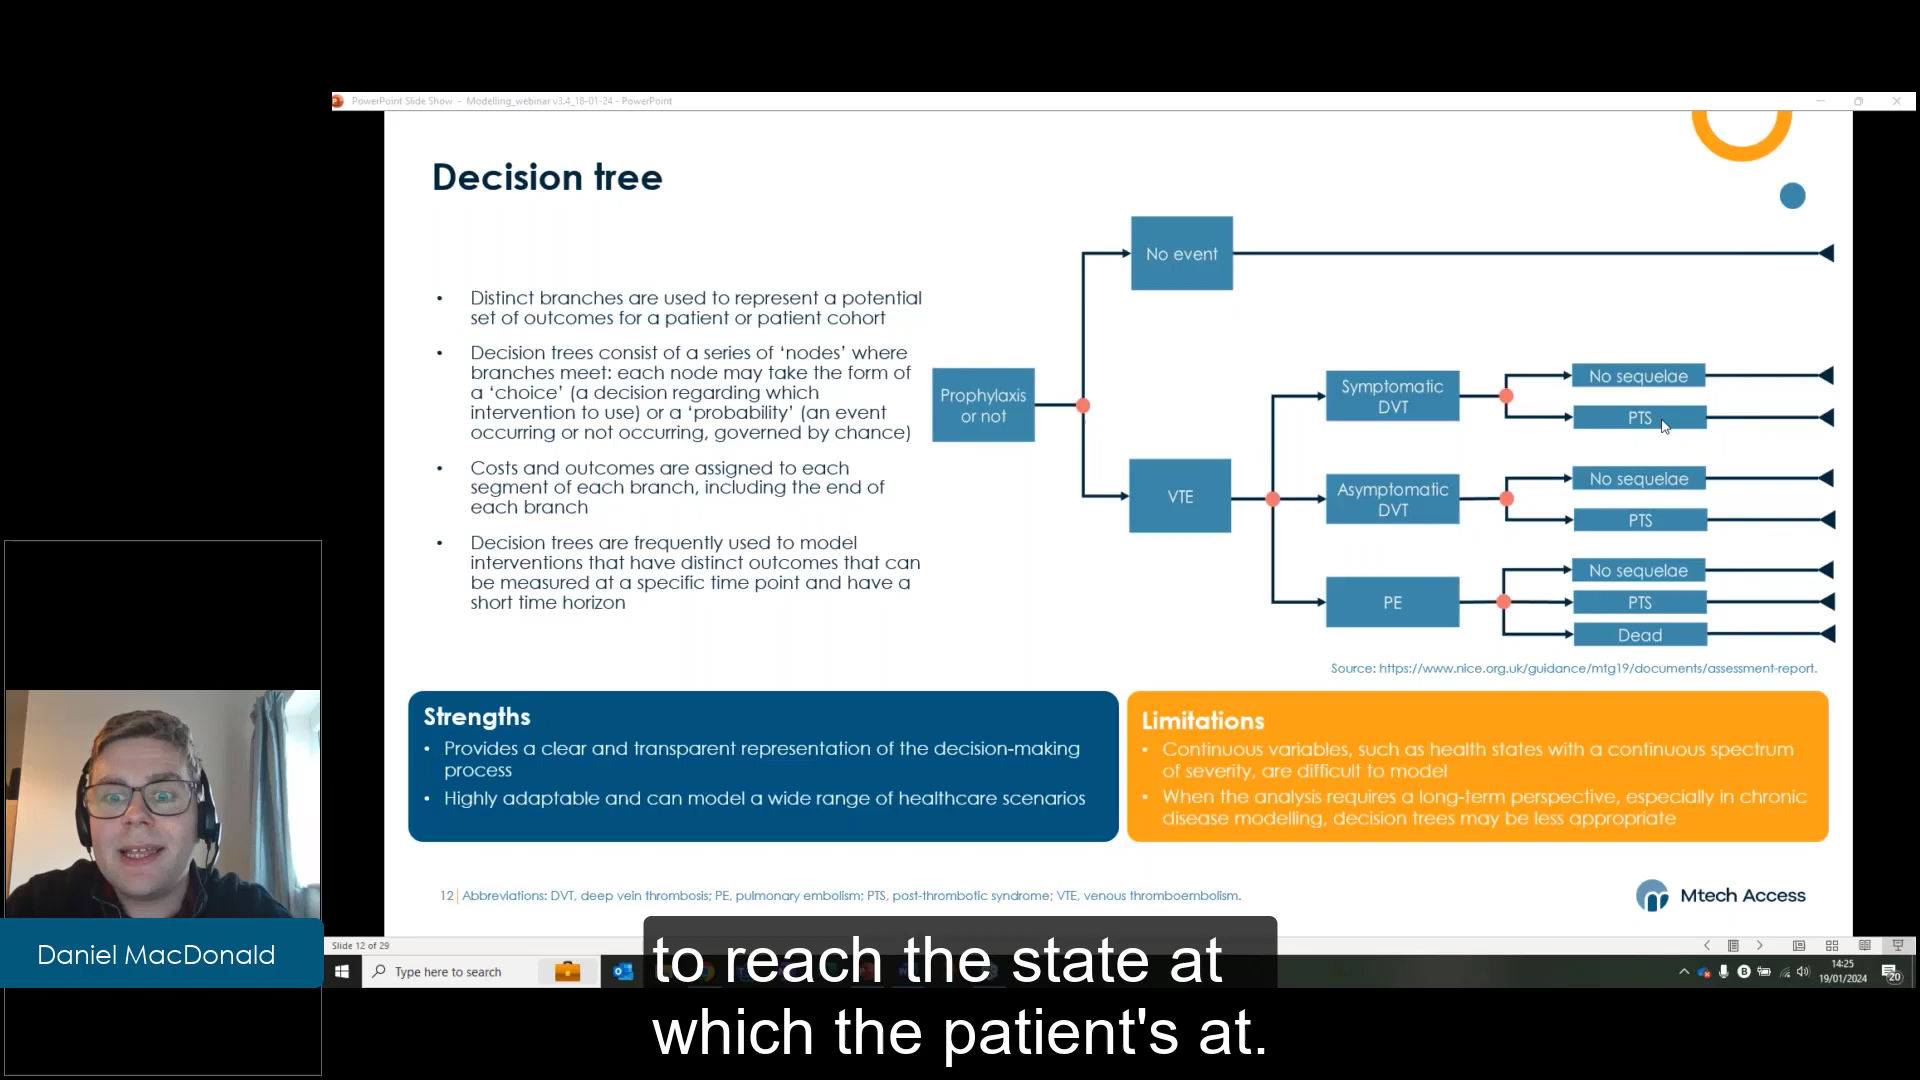 PowerPoint Slide Show - Modelling_webinar v3.4_18-01-24 - PowerPoint
Decision tree
• Distinct branches are used to represent a potential
set of outcomes for a patient or patient cohort
• Decision trees consist of a series of ‘nodes’ where
branches meet: each node may take the form of
a ‘choice’ (a decision regarding which
intervention to use) or a ‘probability’ (an event
occurring or not occurring, governed by chance)
• Costs and outcomes are assigned to each
segment of each branch, including the end of
each branch
• Decision trees are frequently used to model
interventions that have distinct outcomes that can
be measured at a specific time point and have a
short time horizon
Prophylaxis
or not
No event
VTE
Symptomatic
DVT
No sequelae
PTS
Asymptomatic
DVT
No sequelae
PTS
PE
No sequelae
PTS
Dead
Source: https://www.nice.org.uk/guidance/mtg19/documents/assessment-report.
Strengths
• Provides a clear and transparent representation of the decision-making
process
• Highly adaptable and can model a wide range of healthcare scenarios
Limitations
• Continuous variables, such as health states with a continuous spectrum
of severity, are difficult to model
• When the analysis requires a long-term perspective, especially in chronic
disease modelling, decision trees may be less appropriate
12 Abbreviations: DVT, deep vein thrombosis; PE, pulmonary embolism; PTS, post-thrombotic syndrome; VTE, venous thromboembolism.
Mtech Access
Daniel MacDonald
Slide 12 of 29
Type here to search
14:25
19/01/2024
20
to reach the state at
which the patient's at.